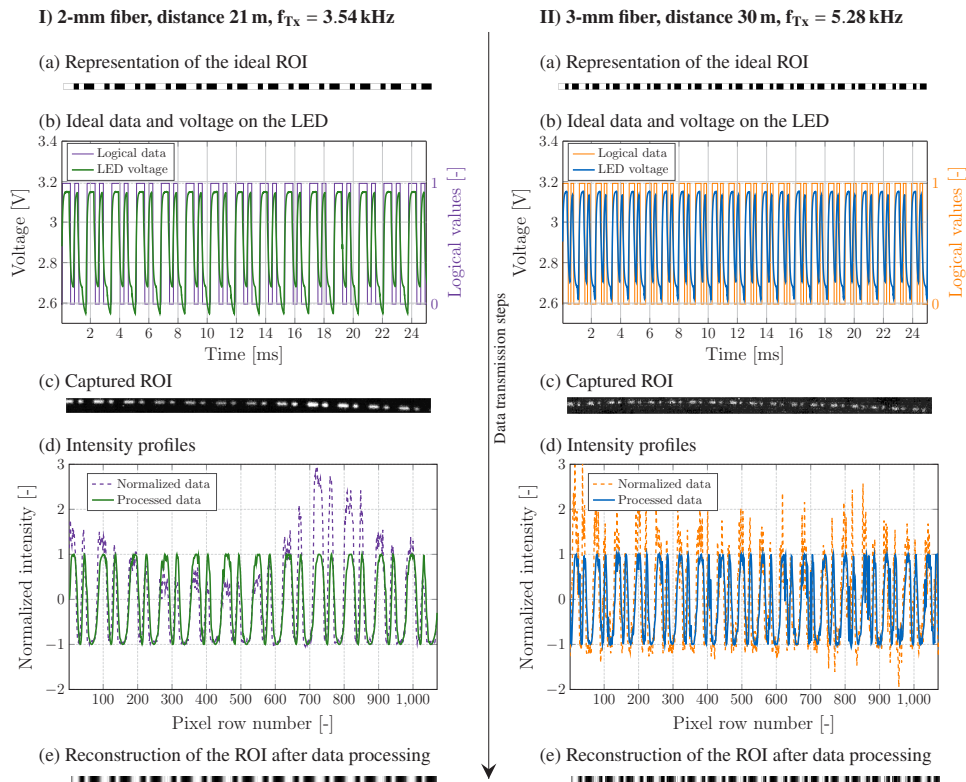 I) 2-mm fiber, distance 21 m, fTx = 3.54 kHz
(a) Representation of the ideal ROI
(b) Ideal data and voltage on the LED
3.4
3.2
3
2.8
2.6
Voltage [V]
Logical data
LED voltage
1
0
Logical values [-]
2 4 6 8 10 12 14 16 18 20 22 24
Time [ms]
(c) Captured ROI
(d) Intensity profiles
3
2
1
0
−1
−2
Normalized intensity [-]
Normalized data
Processed data
100 200 300 400 500 600 700 800 900 1,000
Pixel row number [-]
(e) Reconstruction of the ROI after data processing
Data transmission steps
II) 3-mm fiber, distance 30 m, fTx = 5.28 kHz
(a) Representation of the ideal ROI
(b) Ideal data and voltage on the LED
3.4
3.2
3
2.8
2.6
Voltage [V]
Logical data
LED voltage
1
0
Logical values [-]
2 4 6 8 10 12 14 16 18 20 22 24
Time [ms]
(c) Captured ROI
(d) Intensity profiles
3
2
1
0
−1
−2
Normalized intensity [-]
Normalized data
Processed data
100 200 300 400 500 600 700 800 900 1,000
Pixel row number [-]
(e) Reconstruction of the ROI after data processing